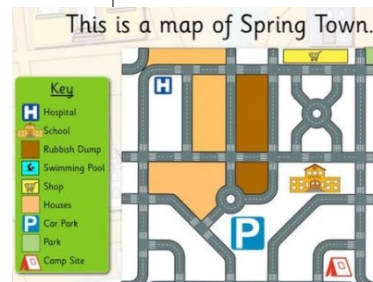 This is a map of Spring Town.
Key
H Hospital
School
Rubbish Dump
Swimming Pool
Shop
Houses
P Car Park
Park
Camp Site
H
P